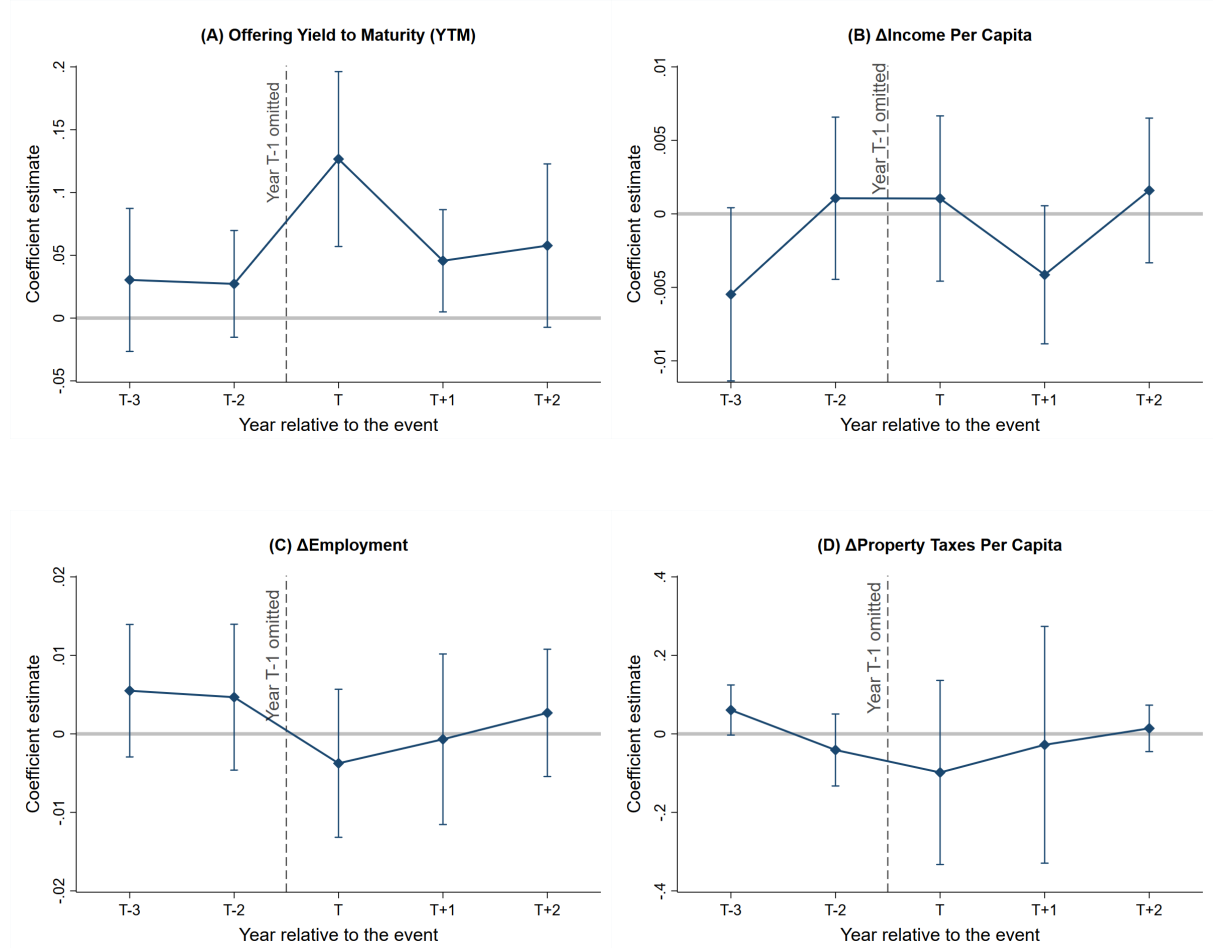 (A) Offering Yield to Maturity (YTM)
Coefficient estimate
.2
.15
.1
.05
0
-.05
Year T-1 omitted
T-3 T-2 T T+1 T+2
Year relative to the event
(B) ΔIncome Per Capita
Coefficient estimate
.01
.005
0
-.005
-.01
Year T-1 omitted
T-3 T-2 T T+1 T+2
Year relative to the event
(C) ΔEmployment
Coefficient estimate
.02
.01
0
-.01
-.02
Year T-1 omitted
T-3 T-2 T T+1 T+2
Year relative to the event
(D) ΔProperty Taxes Per Capita
Coefficient estimate
.4
.2
0
-.2
-.4
Year T-1 omitted
T-3 T-2 T T+1 T+2
Year relative to the event